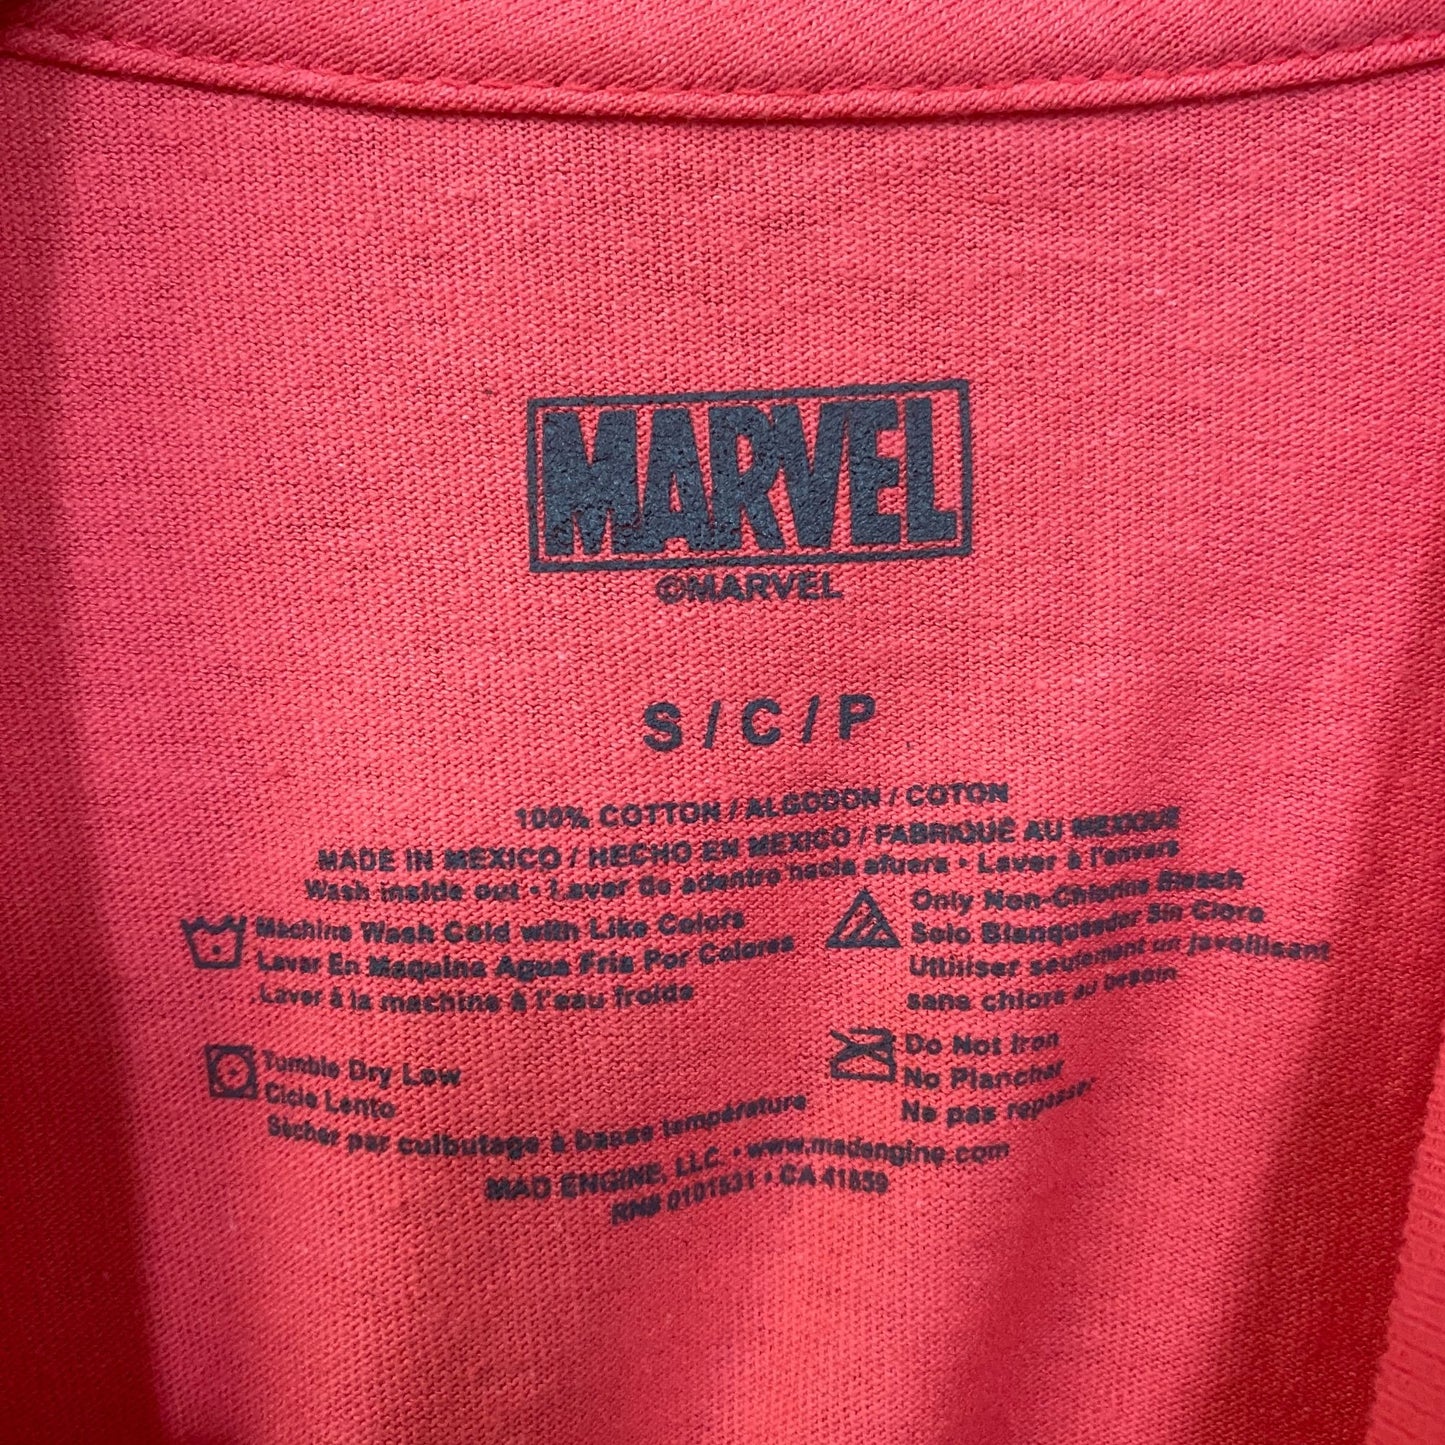 MARVEL
©MARVEL
S / C / P
100% COTTON / ALGODON / COTON
MADE IN MEXICO / HECHO EN MEXICO / FABRIQUÉ AU MEXIQUE
Wash inside out • Lavar de adentro hacia afuera • Laver à l'envers
Machine Wash Cold with Like Colors
Lavar En Maquina Agua Fria Por Colores
Laver à la machine à l'eau froide
Only Non-Chlorine Bleach
Solo Blanqueador Sin Cloro
Utiliser seulement un javellisant
sans chlore au besoin
Tumble Dry Low
Ciclo Lento
Sècher par culbutage à basse température
Do Not Iron
No Planchar
Ne pas repasser
MAD ENGINE, LLC. • www.madengine.com
RN# 0101531 • CA 41859